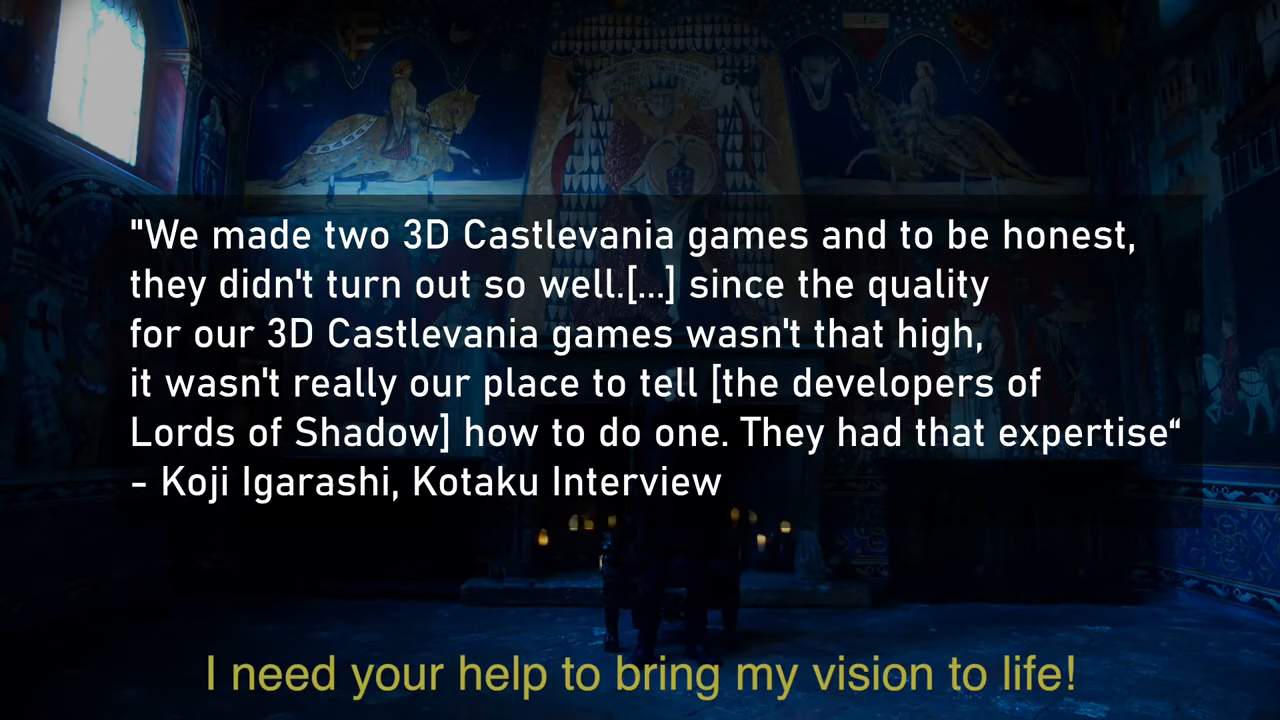 "We made two 3D Castlevania games and to be honest,
they didn't turn out so well.[...] since the quality
for our 3D Castlevania games wasn't that high,
it wasn't really our place to tell [the developers of
Lords of Shadow] how to do one. They had that expertise“
- Koji Igarashi, Kotaku Interview
I need your help to bring my vision to life!